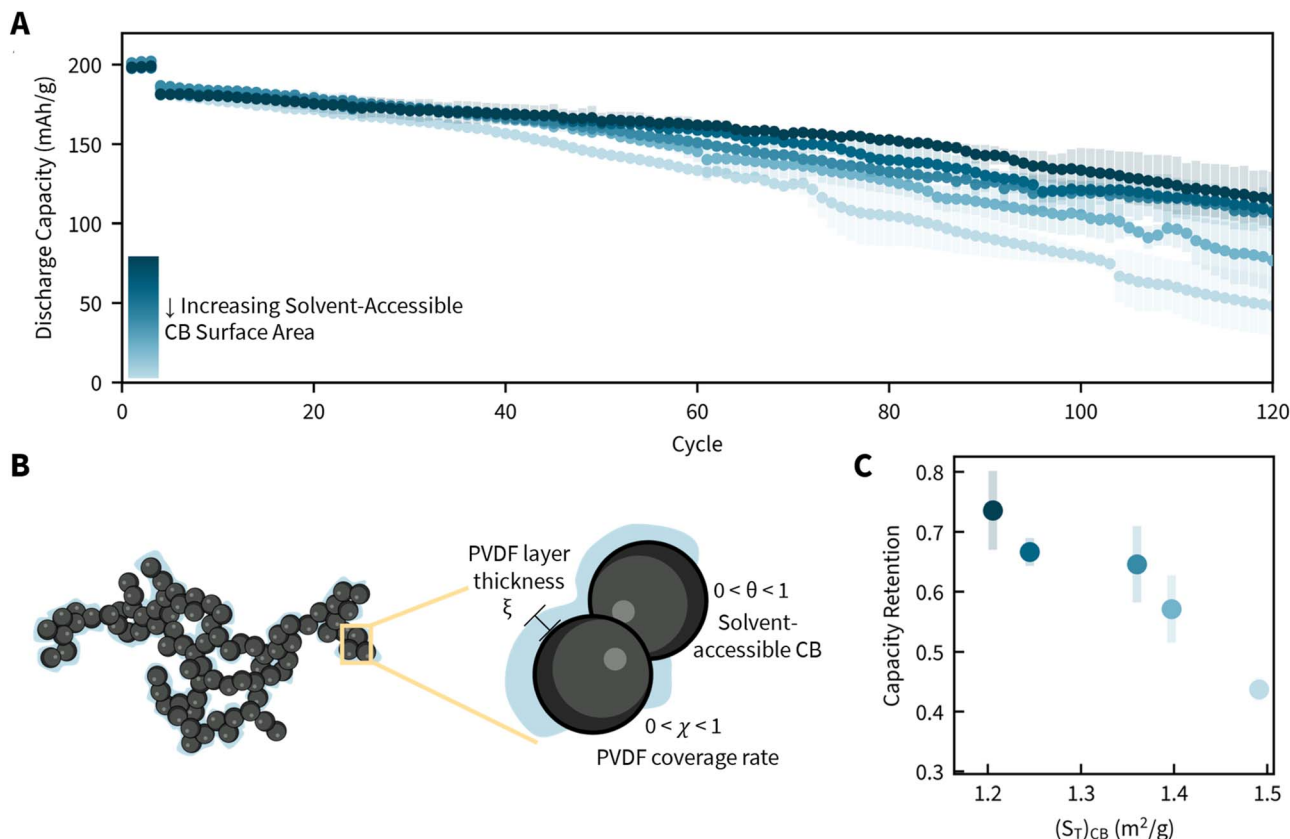 A
Discharge Capacity (mAh/g)
200
150
100
50
0
↓ Increasing Solvent-Accessible
CB Surface Area
0
20
40
60
80
100
120
Cycle
B
PVDF layer
thickness
ξ
0 < θ < 1
Solvent-
accessible CB
0 < χ < 1
PVDF coverage rate
C
Capacity Retention
0.8
0.7
0.6
0.5
0.4
0.3
1.2
1.3
1.4
1.5
(S_T)_CB (m²/g)